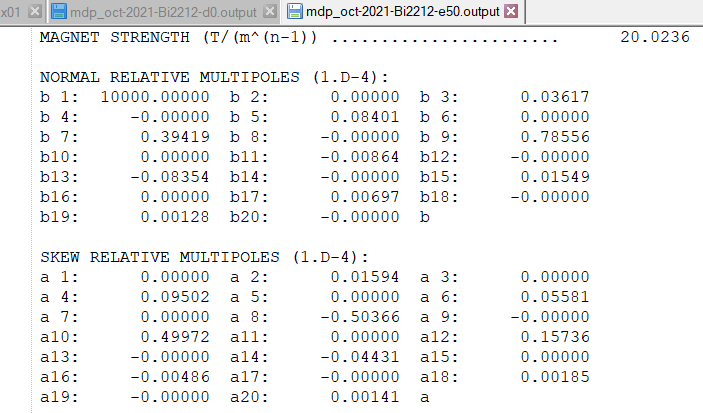 x01 mdp_oct-2021-Bi2212-d0.output mdp_oct-2021-Bi2212-e50.output
MAGNET STRENGTH (T/(m^(n-1)) ....................... 20.0236
NORMAL RELATIVE MULTIPOLES (1.D-4):
b 1: 10000.00000 b 2: 0.00000 b 3: 0.03617
b 4: -0.00000 b 5: 0.08401 b 6: 0.00000
b 7: 0.39419 b 8: -0.00000 b 9: 0.78556
b10: 0.00000 b11: -0.00864 b12: -0.00000
b13: -0.08354 b14: -0.00000 b15: 0.01549
b16: 0.00000 b17: 0.00697 b18: -0.00000
b19: 0.00128 b20: -0.00000 b
SKEW RELATIVE MULTIPOLES (1.D-4):
a 1: 0.00000 a 2: 0.01594 a 3: 0.00000
a 4: 0.09502 a 5: 0.00000 a 6: 0.05581
a 7: 0.00000 a 8: -0.50366 a 9: -0.00000
a10: 0.49972 a11: 0.00000 a12: 0.15736
a13: -0.00000 a14: -0.04431 a15: 0.00000
a16: -0.00486 a17: -0.00000 a18: 0.00185
a19: -0.00000 a20: 0.00141 a